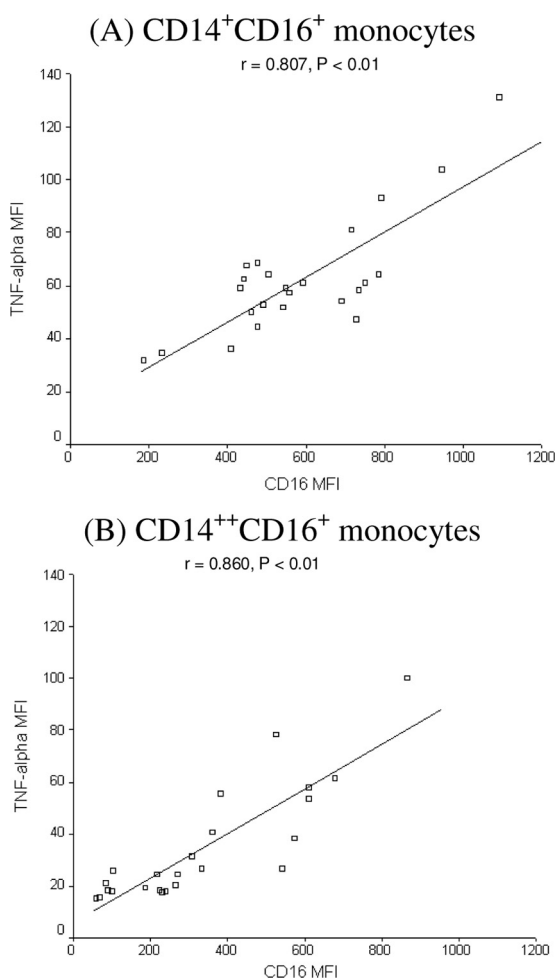 (A) CD14⁺CD16⁺ monocytes
r = 0.807, P < 0.01
140
120
100
80
60
40
20
0
TNF-alpha MFI
0 200 400 600 800 1000 1200
CD16 MFI
(B) CD14⁺⁺CD16⁺ monocytes
r = 0.860, P < 0.01
140
120
100
80
60
40
20
0
TNF-alpha MFI
0 200 400 600 800 1000 1200
CD16 MFI